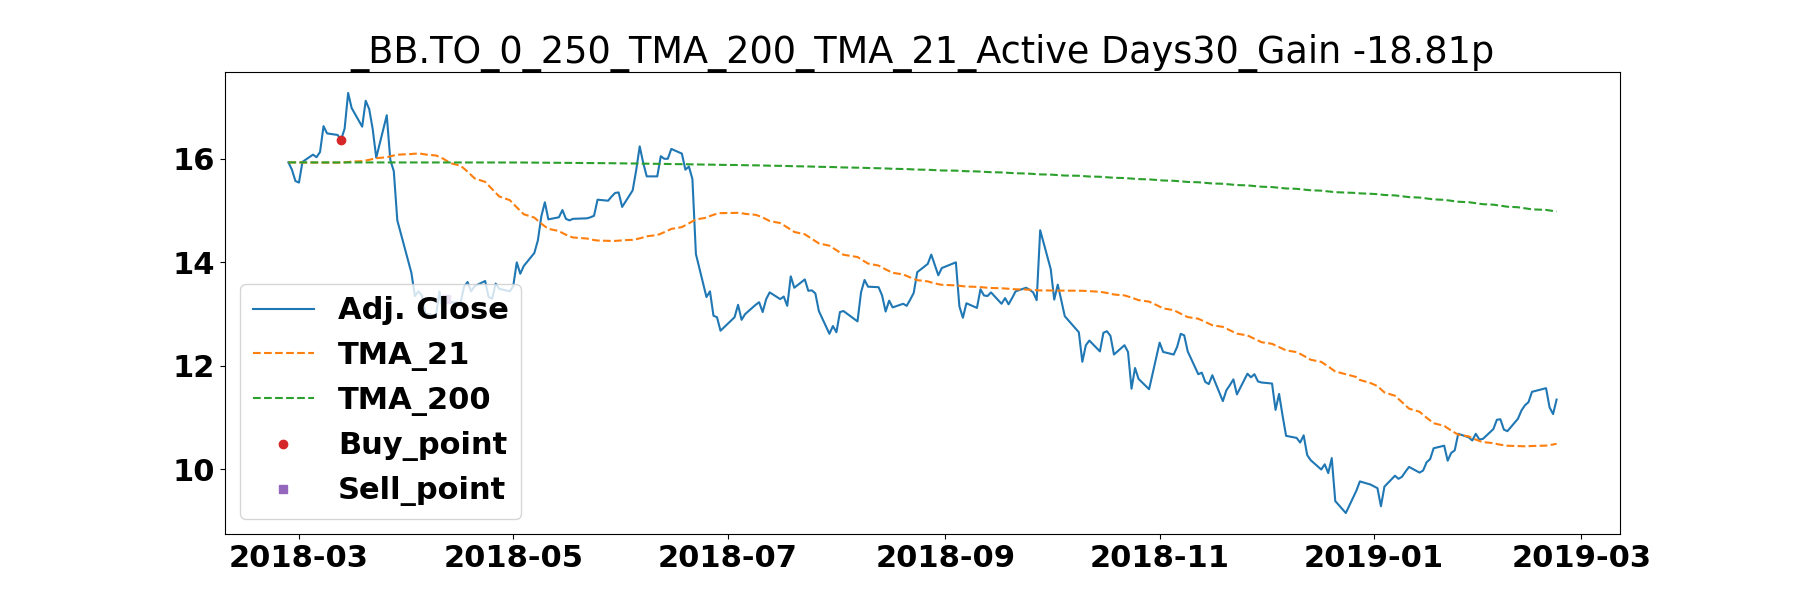 _BB.TO_0_250_TMA_200_TMA_21_Active Days30_Gain -18.81p
16
14
12
10
Adj. Close
TMA_21
TMA_200
Buy_point
Sell_point
2018-03 2018-05 2018-07 2018-09 2018-11 2019-01 2019-03